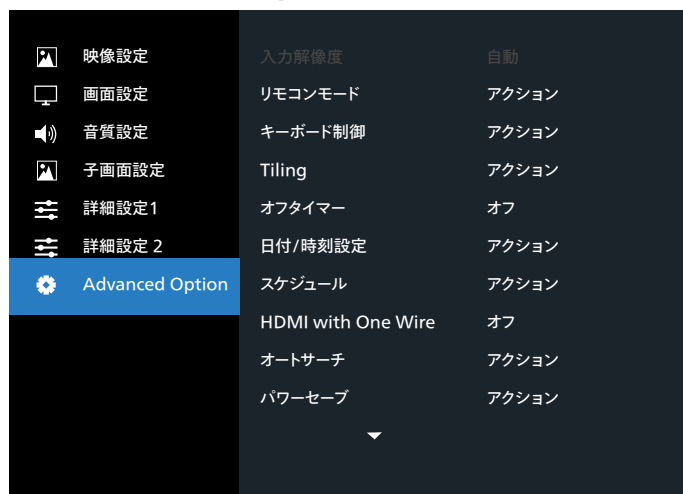 映像設定
画面設定
音質設定
子画面設定
詳細設定1
詳細設定 2
Advanced Option
入力解像度 自動
リモコンモード アクション
キーボード制御 アクション
Tiling アクション
オフタイマー オフ
日付/時刻設定 アクション
スケジュール アクション
HDMI with One Wire オフ
オートサーチ アクション
パワーセーブ アクション